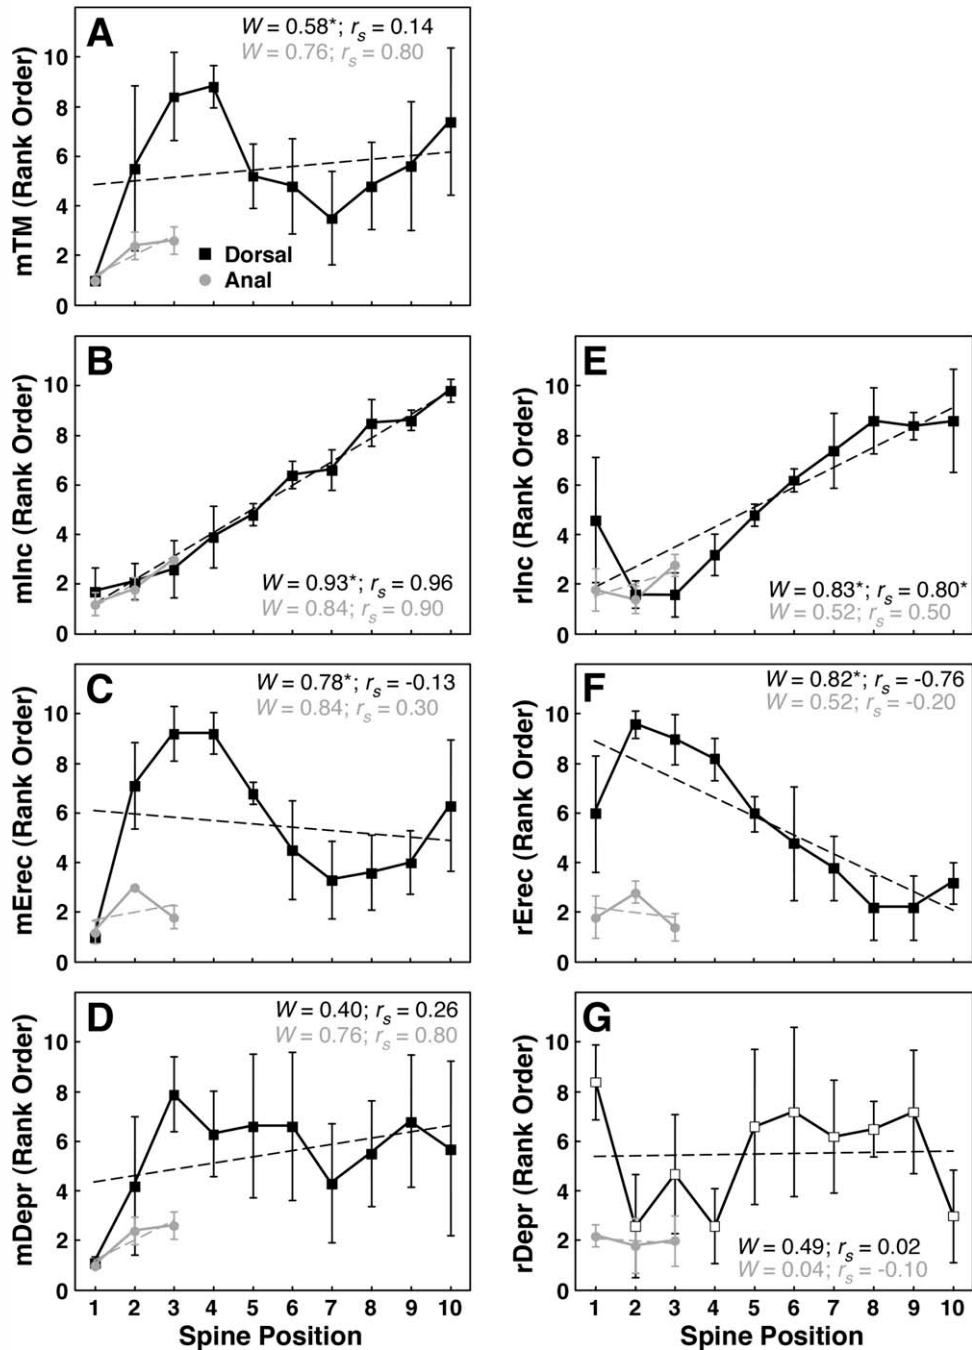 A
W = 0.58*; rs = 0.14
W = 0.76; rs = 0.80
mTM (Rank Order)
10
8
6
4
2
0
Dorsal
Anal
B
mInc (Rank Order)
10
8
6
4
2
0
W = 0.93*; rs = 0.96
W = 0.84; rs = 0.90
E
rInc (Rank Order)
10
8
6
4
2
0
W = 0.83*; rs = 0.80*
W = 0.52; rs = 0.50
C
W = 0.78*; rs = -0.13
W = 0.84; rs = 0.30
mErec (Rank Order)
10
8
6
4
2
0
F
W = 0.82*; rs = -0.76
W = 0.52; rs = -0.20
rErec (Rank Order)
10
8
6
4
2
0
D
W = 0.40; rs = 0.26
W = 0.76; rs = 0.80
mDepr (Rank Order)
10
8
6
4
2
0
1 2 3 4 5 6 7 8 9 10
Spine Position
G
rDepr (Rank Order)
10
8
6
4
2
0
W = 0.49; rs = 0.02
W = 0.04; rs = -0.10
1 2 3 4 5 6 7 8 9 10
Spine Position